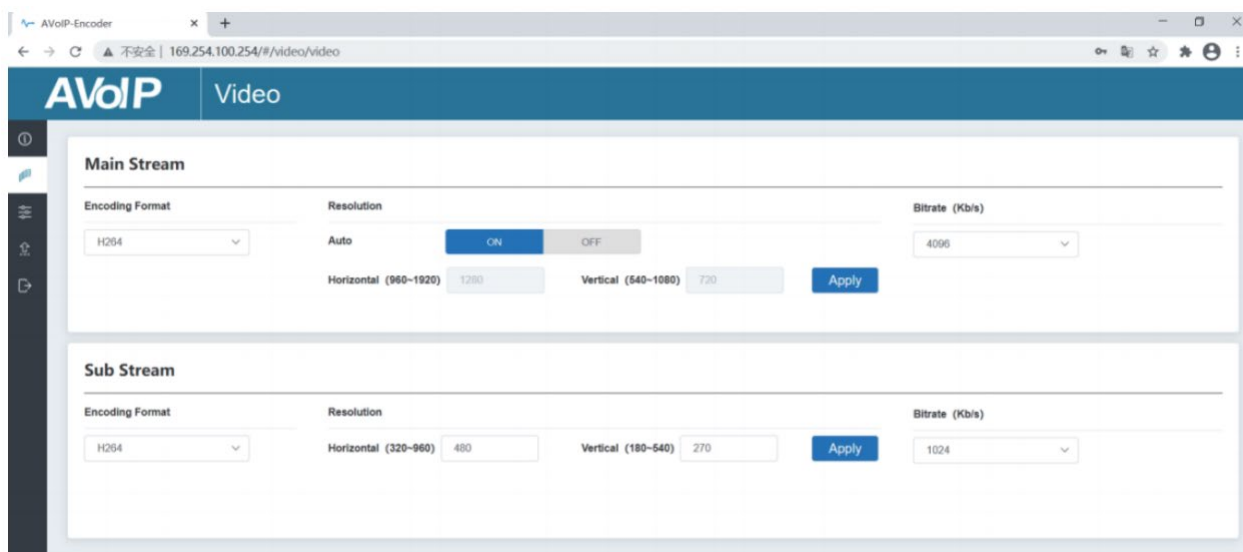 AVoIP-Encoder
不安全 | 169.254.100.254/#/video/video
AVoIP Video
Main Stream
Encoding Format Resolution Bitrate (Kb/s)
H264 Auto ON OFF 4096
Horizontal (960~1920) 1280 Vertical (540~1080) 720 Apply
Sub Stream
Encoding Format Resolution Bitrate (Kb/s)
H264 Horizontal (320~960) 480 Vertical (180~540) 270 Apply 1024